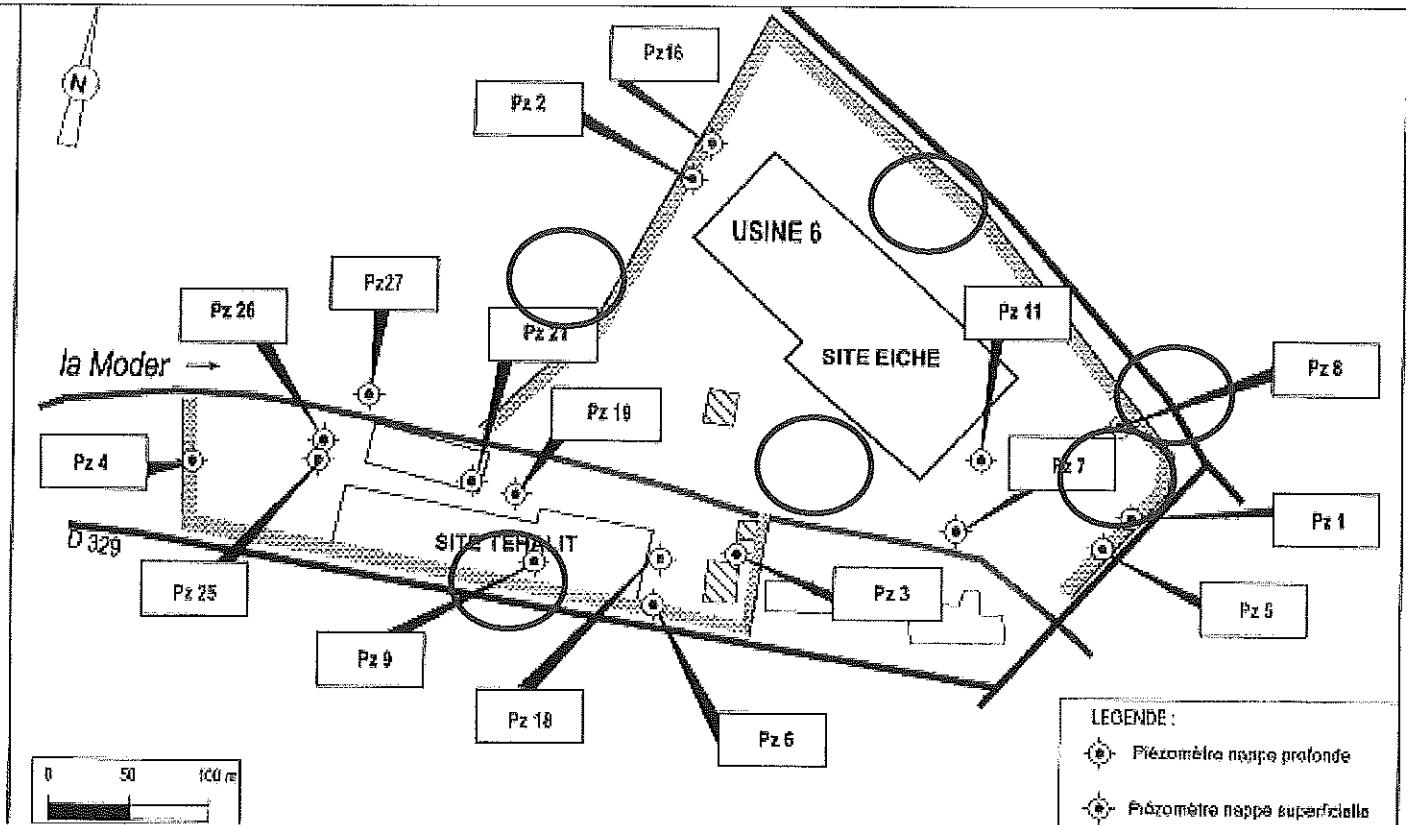 N
Pz16
Pz 2
USINE 6
Pz27
Pz 26
Pz 21
Pz 11
la Moder →
SITE EICHE
Pz 8
Pz 19
Pz 4
Pz 7
Pz 1
D 329
SITE TEHALIT
Pz 25
Pz 3
Pz 5
Pz 9
Pz 18
Pz 6
LEGENDE :
Piézomètre nappe profonde
Piézomètre nappe superficielle
0 50 100 m